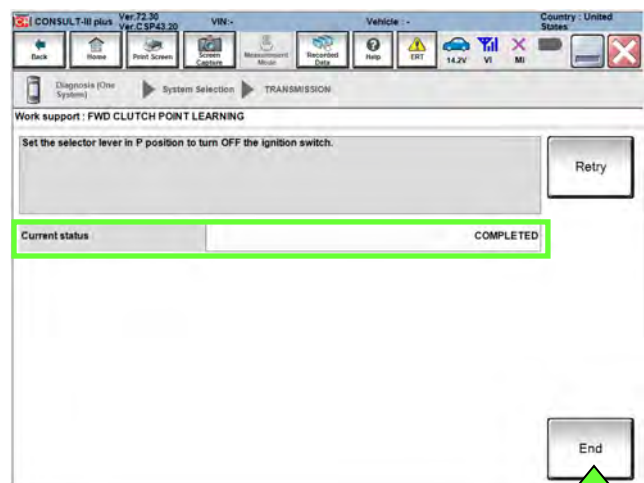 CONSULT-III plus Ver.72.30 VIN:- Vehicle : - Country : United
Ver.CSP43.20 States
Back Home Print Screen Screen Capture Measurement Mode Recorded Data Help ERT 14.2V VI MI
Diagnosis (One System) System Selection TRANSMISSION
Work support : FWD CLUTCH POINT LEARNING
Set the selector lever in P position to turn OFF the ignition switch.
Retry
Current status COMPLETED
End